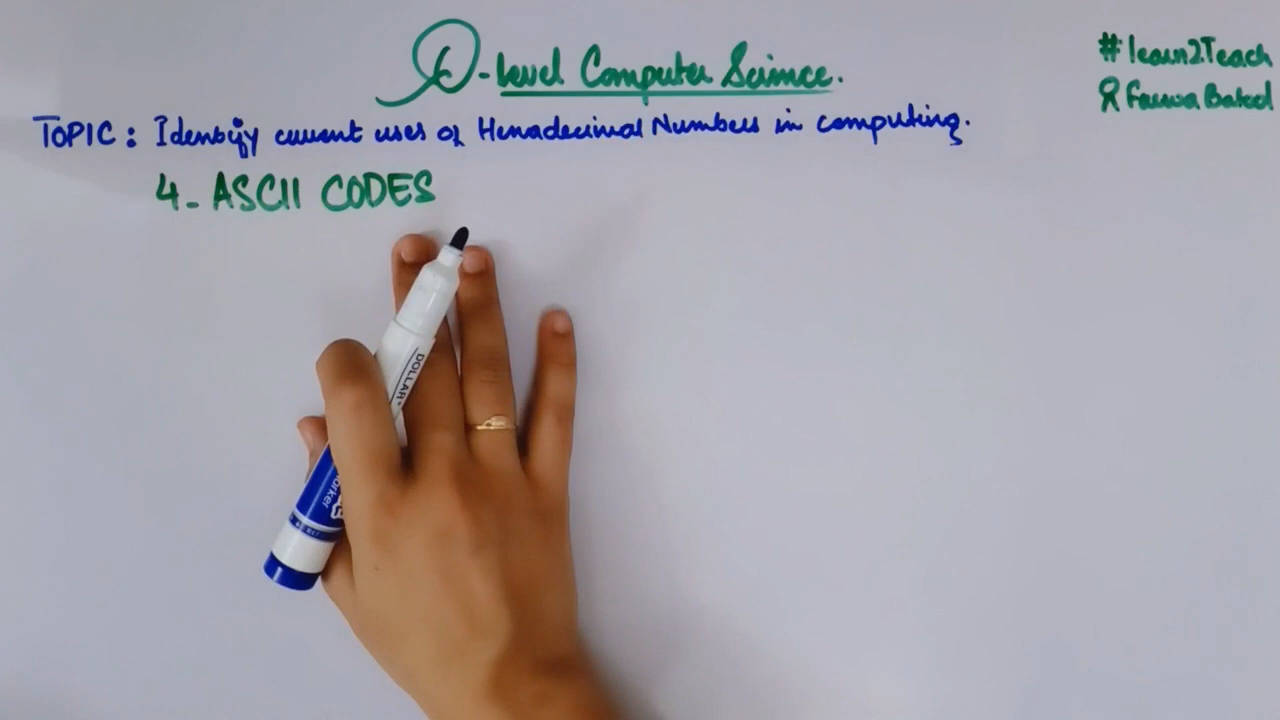 O-level Computer Science.
#learn2Teach
Farwa Batool
TOPIC: Identify current uses of Hexadecimal Numbers in computing.
4- ASCII CODES
DOLLAR
Marker